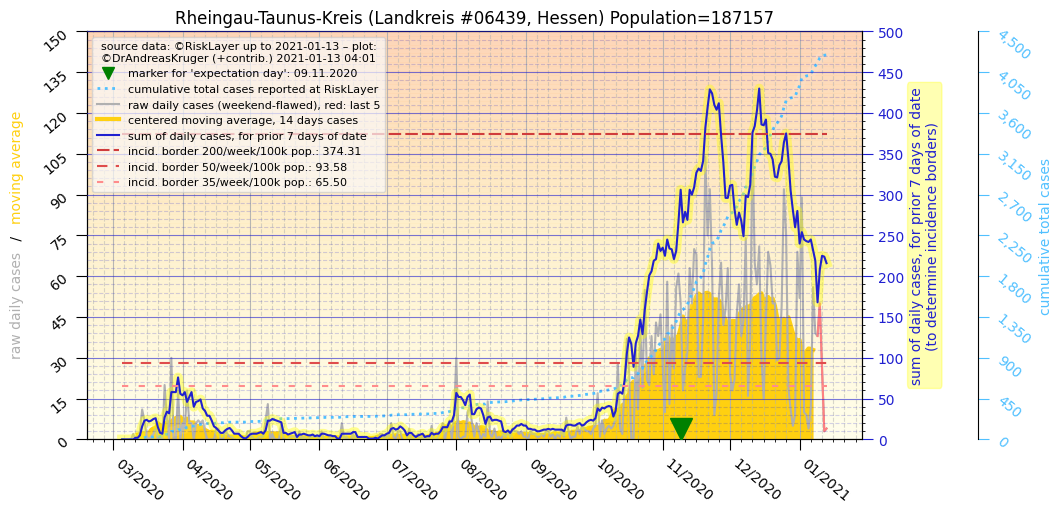 Rheingau-Taunus-Kreis (Landkreis #06439, Hessen) Population=187157
source data: ©RiskLayer up to 2021-01-13 – plot:
©DrAndreasKruger (+contrib.) 2021-01-13 04:01
marker for 'expectation day': 09.11.2020
cumulative total cases reported at RiskLayer
raw daily cases (weekend-flawed), red: last 5
centered moving average, 14 days cases
sum of daily cases, for prior 7 days of date
incid. border 200/week/100k pop.: 374.31
incid. border 50/week/100k pop.: 93.58
incid. border 35/week/100k pop.: 65.50
raw daily cases / moving average
150
135
120
105
90
75
60
45
30
15
0
03/2020
04/2020
05/2020
06/2020
07/2020
08/2020
09/2020
10/2020
11/2020
12/2020
01/2021
500
450
400
350
300
250
200
150
100
50
0
sum of daily cases, for prior 7 days of date
(to determine incidence borders)
4,500
4,050
3,600
3,150
2,700
2,250
1,800
1,350
900
450
0
cumulative total cases